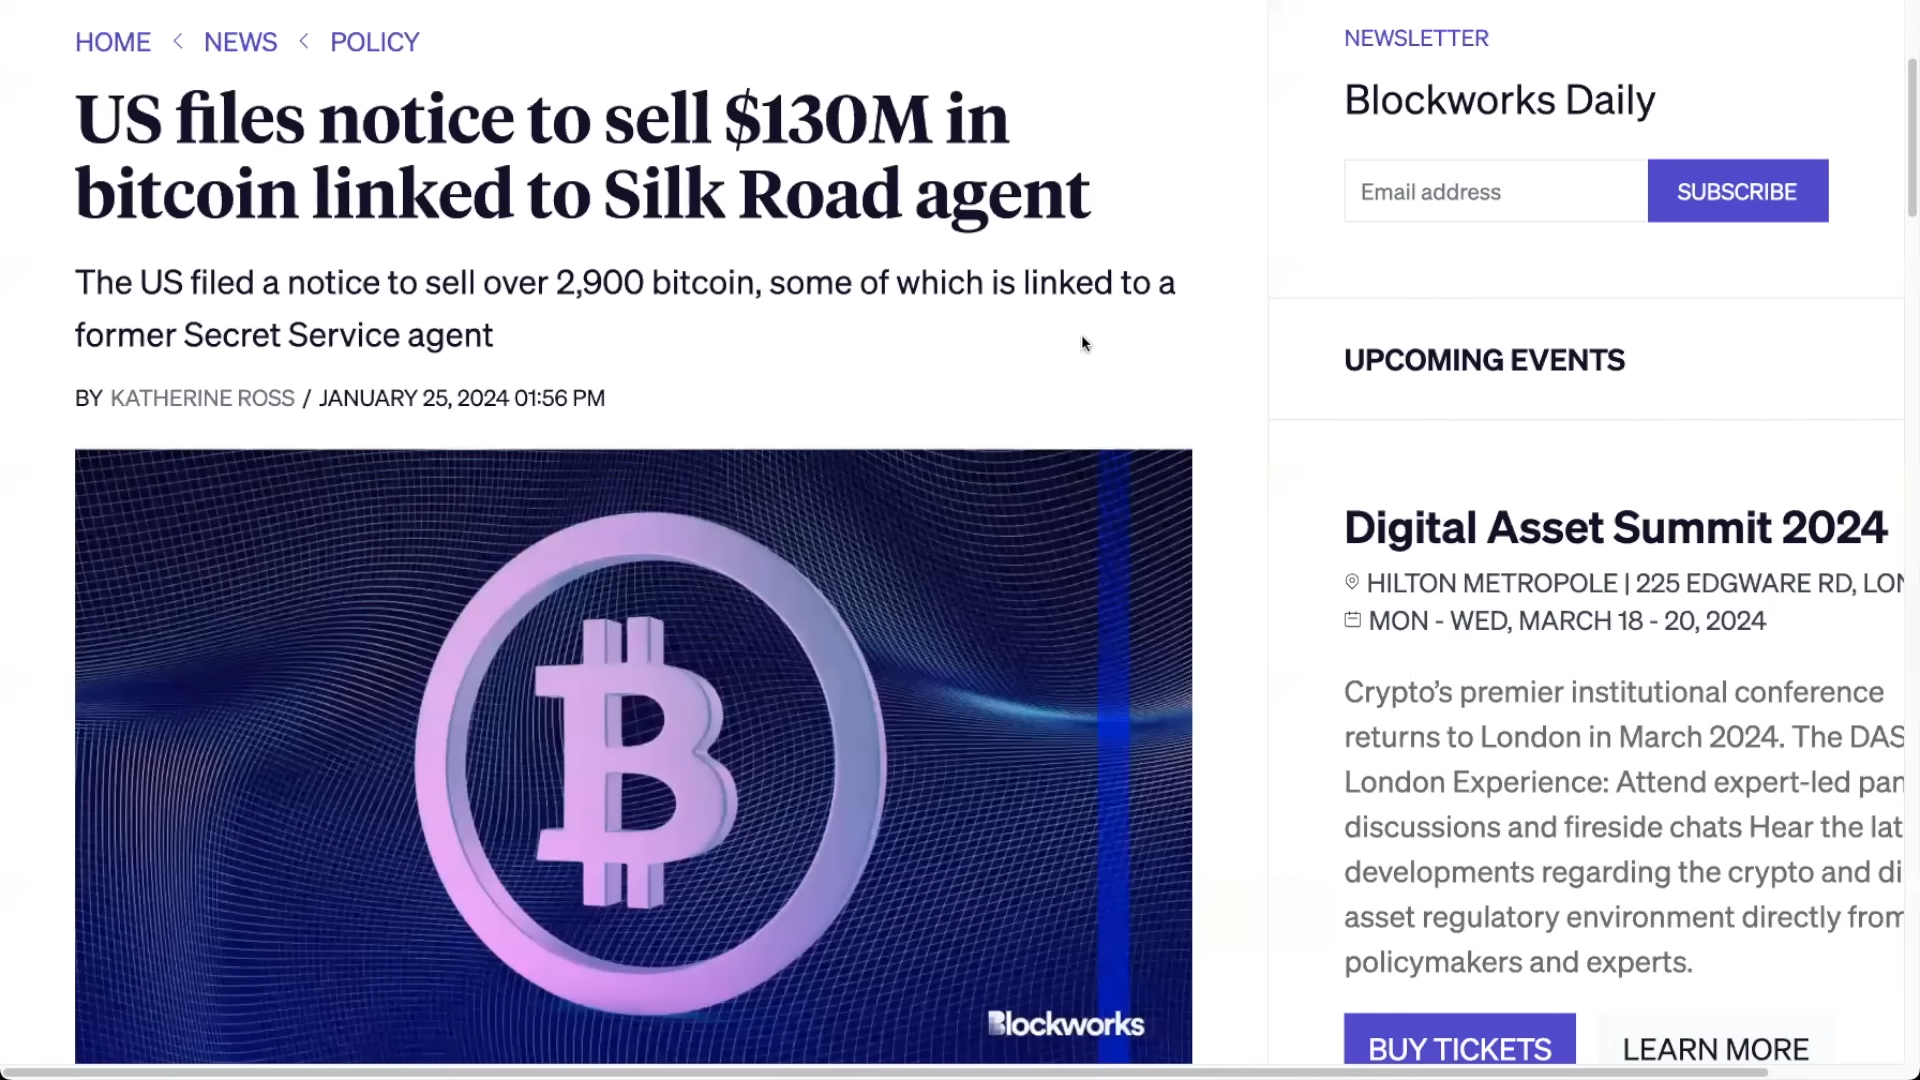 HOME < NEWS < POLICY
US files notice to sell $130M in
bitcoin linked to Silk Road agent
The US filed a notice to sell over 2,900 bitcoin, some of which is linked to a
former Secret Service agent
BY KATHERINE ROSS / JANUARY 25, 2024 01:56 PM
Blockworks
NEWSLETTER
Blockworks Daily
Email address SUBSCRIBE
UPCOMING EVENTS
Digital Asset Summit 2024
HILTON METROPOLE | 225 EDGWARE RD, LON
MON - WED, MARCH 18 - 20, 2024
Crypto’s premier institutional conference
returns to London in March 2024. The DAS
London Experience: Attend expert-led pan
discussions and fireside chats Hear the lat
developments regarding the crypto and di
asset regulatory environment directly from
policymakers and experts.
BUY TICKETS LEARN MORE